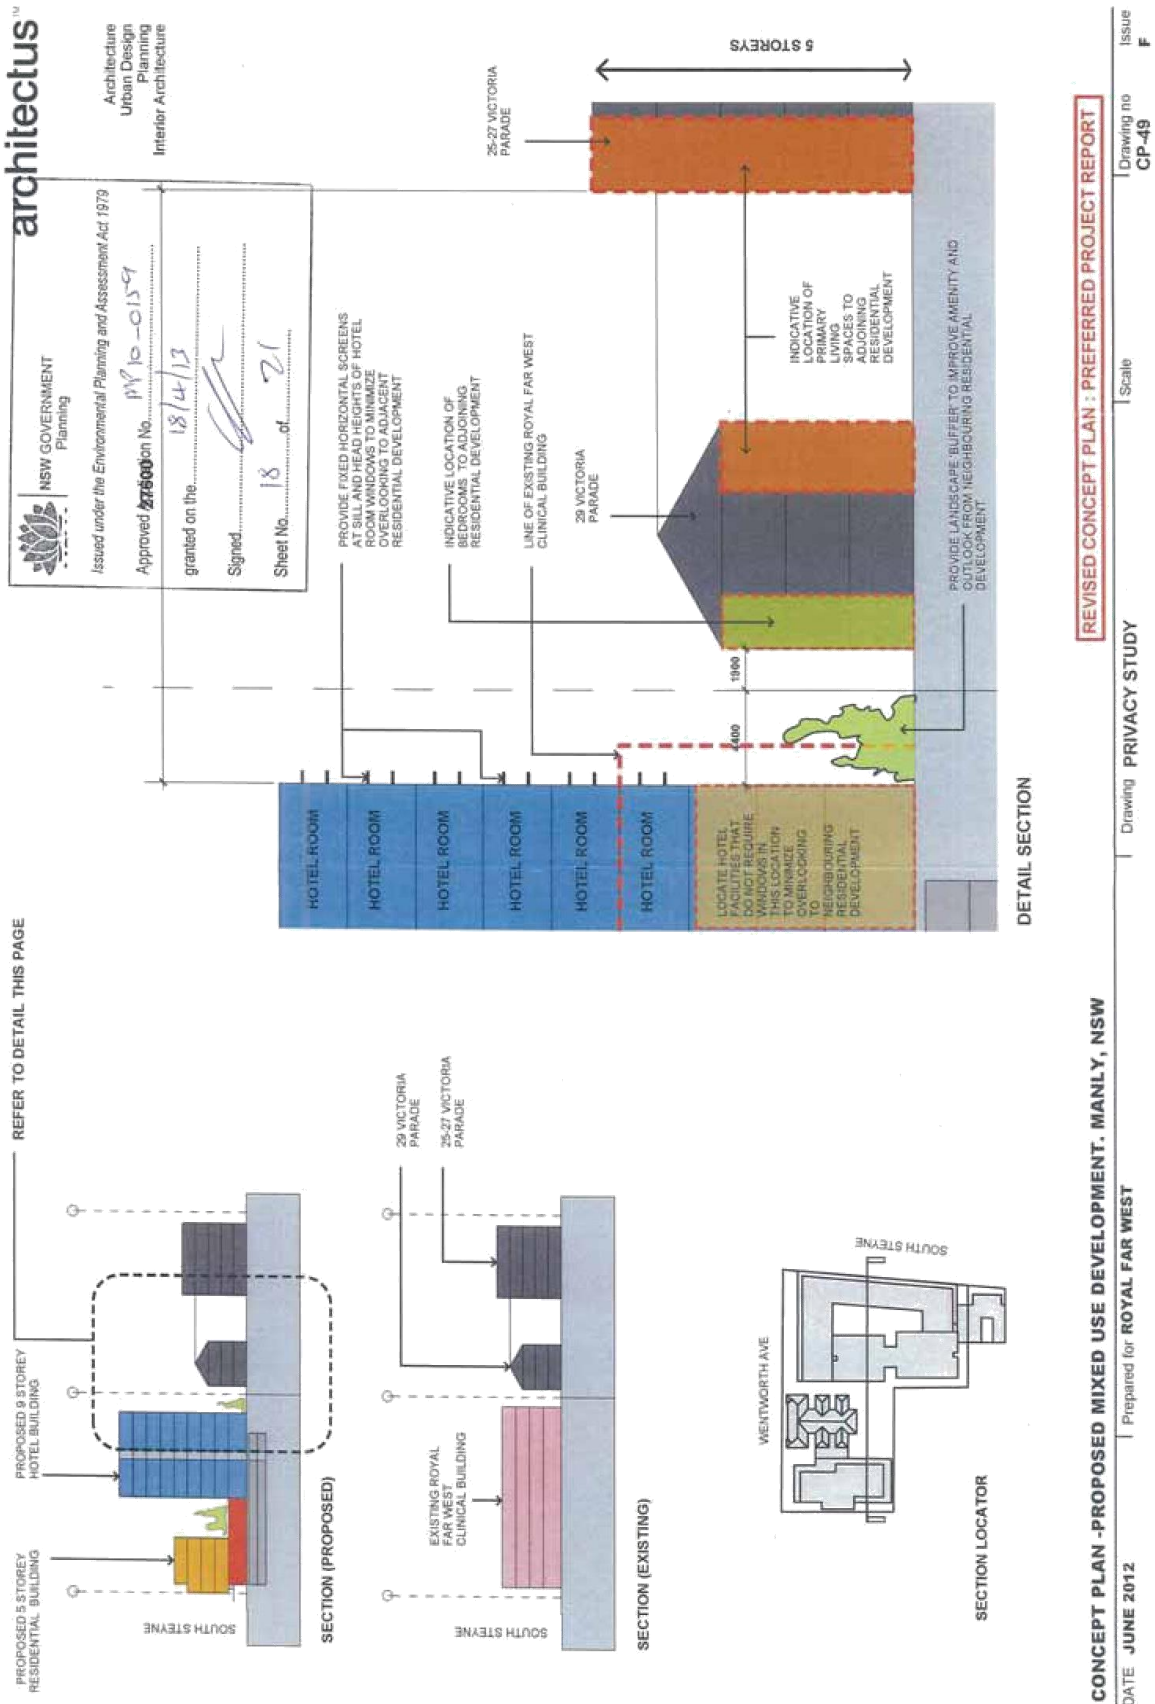 architectus™
Architecture
Urban Design
Planning
Interior Architecture
NSW GOVERNMENT
Planning
Issued under the Environmental Planning and Assessment Act 1979
Approved No. MP10-0159
27600
granted on the 18/4/13
Signed
Sheet No. 18 of 21
REFER TO DETAIL THIS PAGE
PROPOSED 5 STOREY
RESIDENTIAL BUILDING
PROPOSED 9 STOREY
HOTEL BUILDING
SOUTH STEYNE
SECTION (PROPOSED)
29 VICTORIA
PARADE
25-27 VICTORIA
PARADE
EXISTING ROYAL
FAR WEST
CLINICAL BUILDING
SOUTH STEYNE
SECTION (EXISTING)
WENTWORTH AVE
SOUTH STEYNE
SECTION LOCATOR
PROVIDE FIXED HORIZONTAL SCREENS
AT SILL AND HEAD HEIGHTS OF HOTEL
ROOM WINDOWS TO MINIMIZE
OVERLOOKING TO ADJACENT
RESIDENTIAL DEVELOPMENT
INDICATIVE LOCATION OF
BEDROOMS TO ADJOINING
RESIDENTIAL DEVELOPMENT
LINE OF EXISTING ROYAL FAR WEST
CLINICAL BUILDING
29 VICTORIA
PARADE
25-27 VICTORIA
PARADE
5 STOREYS
HOTEL ROOM
HOTEL ROOM
HOTEL ROOM
HOTEL ROOM
HOTEL ROOM
HOTEL ROOM
LOCATE HOTEL
FACILITIES THAT
DO NOT REQUIRE
WINDOWS IN
THIS LOCATION
TO MINIMIZE
OVERLOOKING
TO
NEIGHBOURING
RESIDENTIAL
DEVELOPMENT
1900
INDICATIVE
LOCATION OF
PRIMARY
LIVING
SPACES TO
ADJOINING
RESIDENTIAL
DEVELOPMENT
PROVIDE LANDSCAPE 'BUFFER' TO IMPROVE AMENITY AND
OUTLOOK FROM NEIGHBOURING RESIDENTIAL
DEVELOPMENT
DETAIL SECTION
REVISED CONCEPT PLAN : PREFERRED PROJECT REPORT
CONCEPT PLAN -PROPOSED MIXED USE DEVELOPMENT. MANLY, NSW
DATE JUNE 2012
Prepared for ROYAL FAR WEST
Drawing PRIVACY STUDY
Scale
Drawing no
CP-49
Issue
F